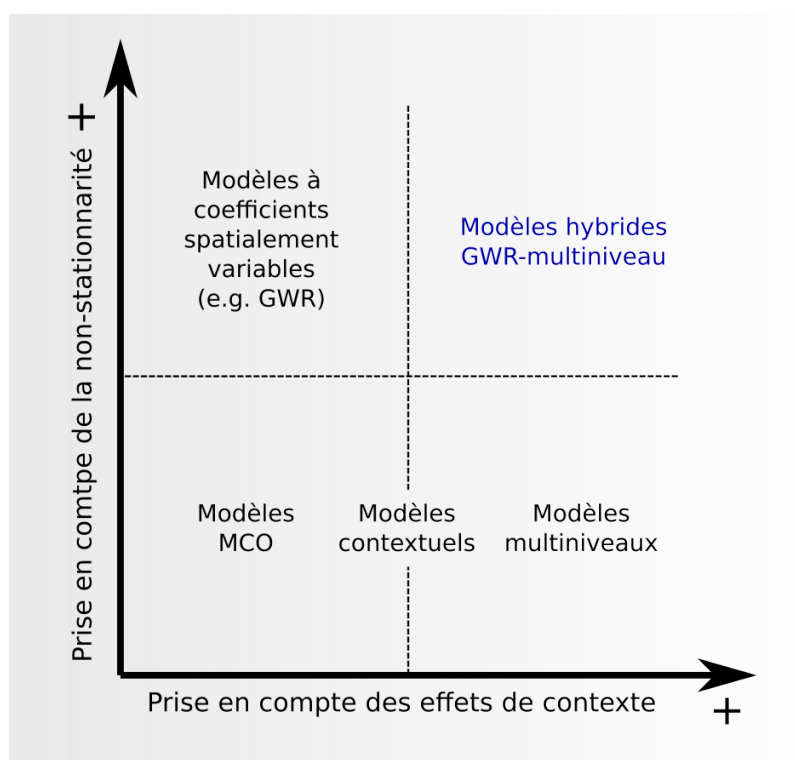 +
Prise en comtpe de la non-stationnarité
Modèles à
coefficients
spatialement
variables
(e.g. GWR)
Modèles hybrides
GWR-multiniveau
Modèles
MCO
Modèles
contextuels
Modèles
multiniveaux
Prise en compte des effets de contexte
+